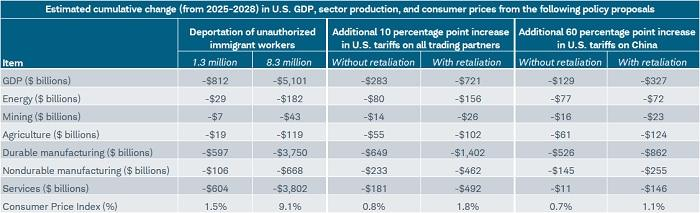 Estimated cumulative change (from 2025-2028) in U.S. GDP, sector production, and consumer prices from the following policy proposals
Deportation of unauthorized immigrant workers Additional 10 percentage point increase in U.S. tariffs on all trading partners Additional 60 percentage point increase in U.S. tariffs on China
Item 1.3 million 8.3 million Without retaliation With retaliation Without retaliation With retaliation
GDP ($ billions) -$812 -$5,101 -$283 -$721 -$129 -$327
Energy ($ billions) -$29 -$182 -$80 -$156 -$77 -$72
Mining ($ billions) -$7 -$43 -$14 -$26 -$16 -$23
Agriculture ($ billions) -$19 -$119 -$55 -$102 -$61 -$124
Durable manufacturing ($ billions) -$597 -$3,750 -$649 -$1,402 -$526 -$862
Nondurable manufacturing ($ billions) -$106 -$668 -$233 -$462 -$145 -$255
Services ($ billions) -$604 -$3,802 -$181 -$492 -$11 -$146
Consumer Price Index (%) 1.5% 9.1% 0.8% 1.8% 0.7% 1.1%